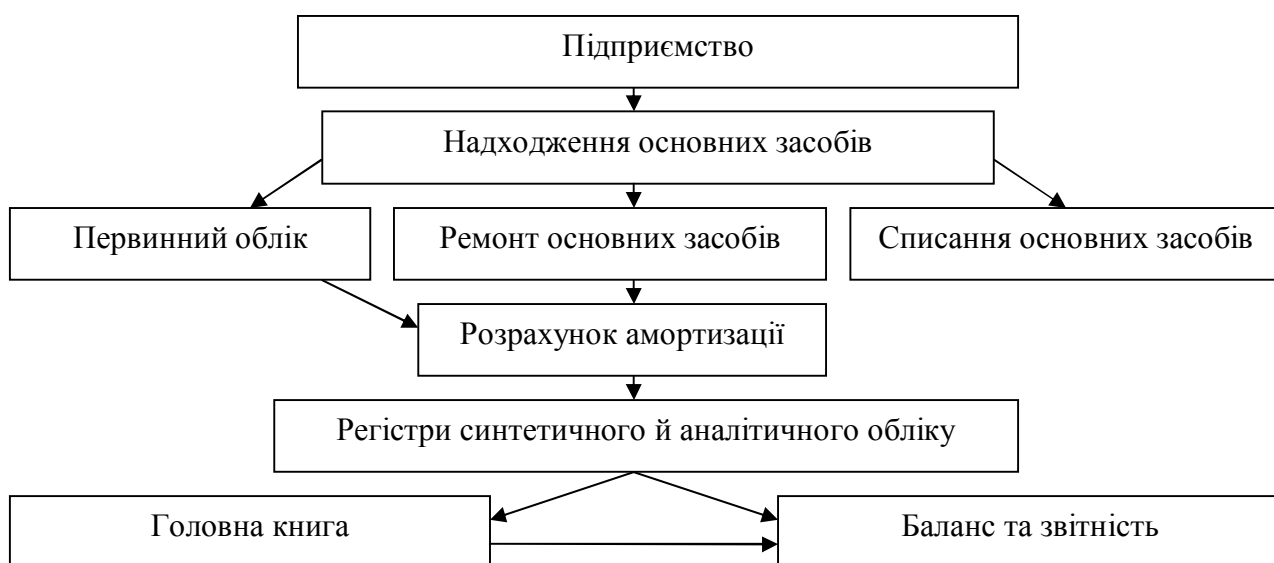 Підприємство
Надходження основних засобів
Первинний облік
Ремонт основних засобів
Списання основних засобів
Розрахунок амортизації
Регістри синтетичного й аналітичного обліку
Головна книга
Баланс та звітність